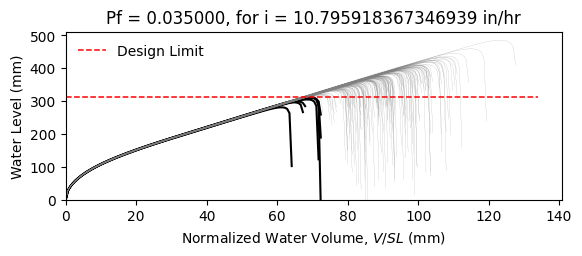 Pf = 0.035000, for i = 10.795918367346939 in/hr
Water Level (mm)
500
400
300
200
100
0
Design Limit
0 20 40 60 80 100 120 140
Normalized Water Volume, V/SL (mm)